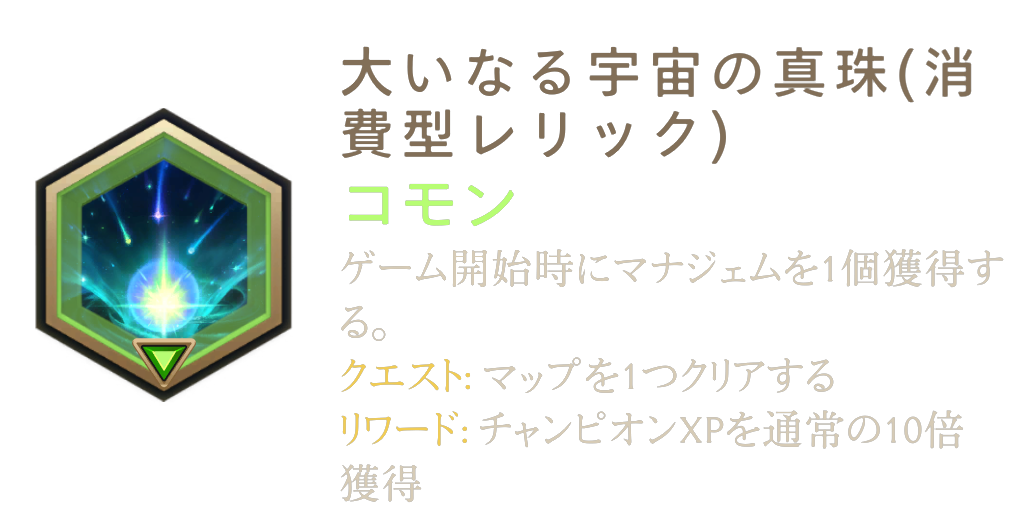 大いなる宇宙の真珠(消
費型レリック)
コモン
ゲーム開始時にマナジェムを1個獲得す
る。
クエスト: マップを1つクリアする
リワード: チャンピオンXPを通常の10倍
獲得